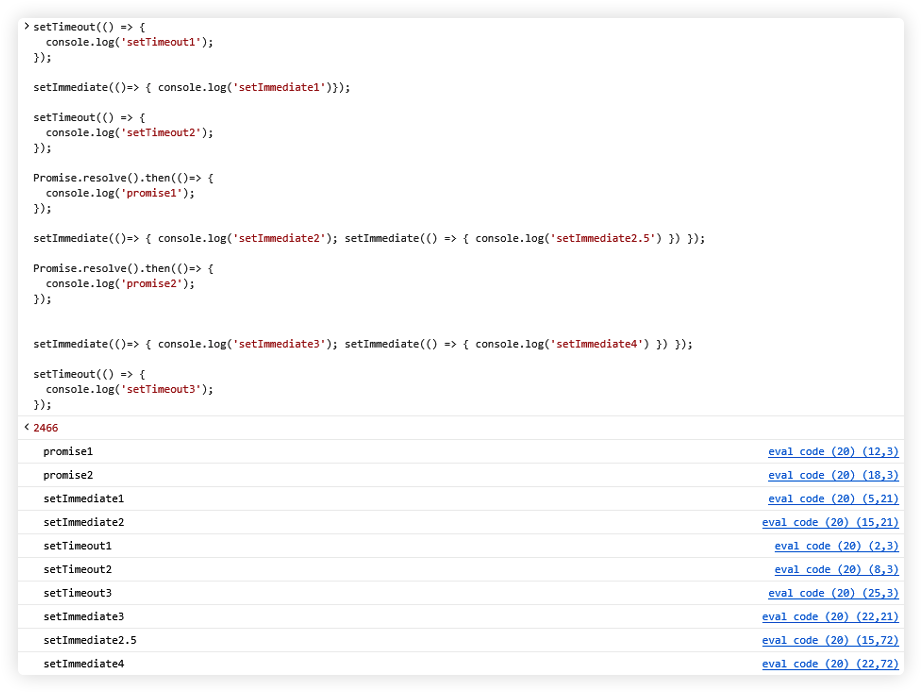 > setTimeout(() => {
  console.log('setTimeout1');
});
setImmediate(()=> { console.log('setImmediate1')});
setTimeout(() => {
  console.log('setTimeout2');
});
Promise.resolve().then(()=> {
  console.log('promise1');
});
setImmediate(()=> { console.log('setImmediate2'); setImmediate(() => { console.log('setImmediate2.5') }) });
Promise.resolve().then(()=> {
  console.log('promise2');
});
setImmediate(()=> { console.log('setImmediate3'); setImmediate(() => { console.log('setImmediate4') }) });
setTimeout(() => {
  console.log('setTimeout3');
});
< 2466
promise1 eval code (20) (12,3)
promise2 eval code (20) (18,3)
setImmediate1 eval code (20) (5,21)
setImmediate2 eval code (20) (15,21)
setTimeout1 eval code (20) (2,3)
setTimeout2 eval code (20) (8,3)
setTimeout3 eval code (20) (25,3)
setImmediate3 eval code (20) (22,21)
setImmediate2.5 eval code (20) (15,72)
setImmediate4 eval code (20) (22,72)